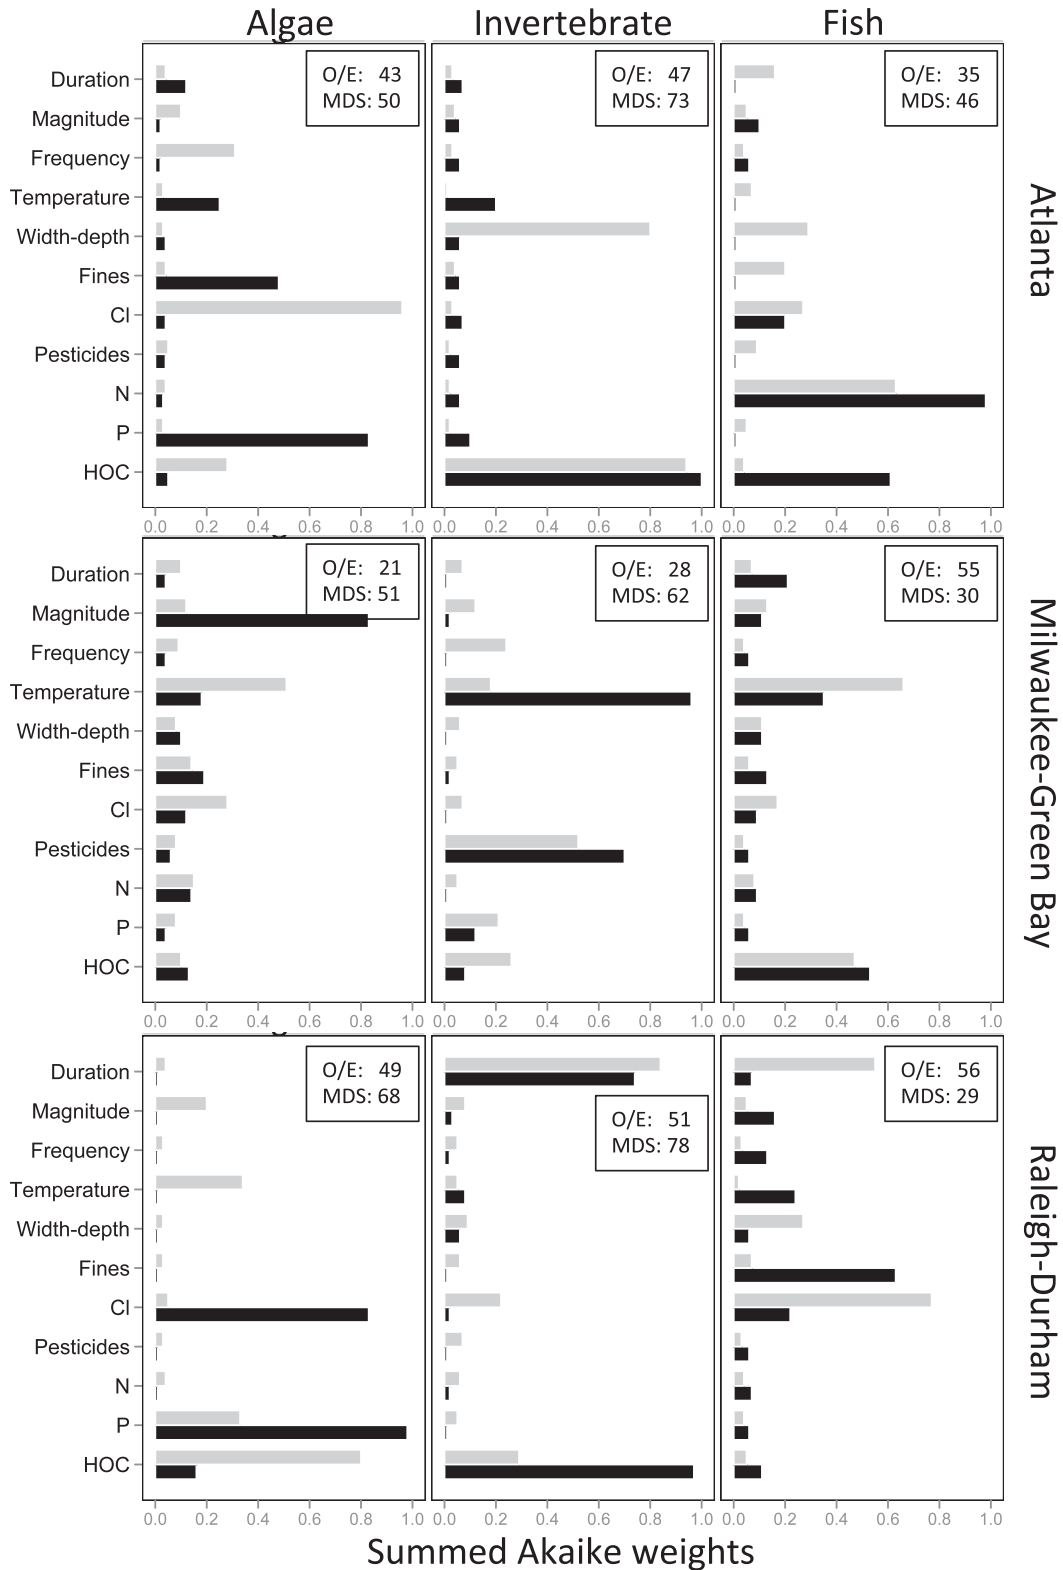 Algae Invertebrate Fish
Duration
Magnitude
Frequency
Temperature
Width-depth
Fines
Cl
Pesticides
N
P
HOC
O/E: 43
MDS: 50
O/E: 47
MDS: 73
O/E: 35
MDS: 46
Atlanta
0.0 0.2 0.4 0.6 0.8 1.0 0.0 0.2 0.4 0.6 0.8 1.0 0.0 0.2 0.4 0.6 0.8 1.0
Duration
Magnitude
Frequency
Temperature
Width-depth
Fines
Cl
Pesticides
N
P
HOC
O/E: 21
MDS: 51
O/E: 28
MDS: 62
O/E: 55
MDS: 30
Milwaukee-Green Bay
0.0 0.2 0.4 0.6 0.8 1.0 0.0 0.2 0.4 0.6 0.8 1.0 0.0 0.2 0.4 0.6 0.8 1.0
Duration
Magnitude
Frequency
Temperature
Width-depth
Fines
Cl
Pesticides
N
P
HOC
O/E: 49
MDS: 68
O/E: 51
MDS: 78
O/E: 56
MDS: 29
Raleigh-Durham
0.0 0.2 0.4 0.6 0.8 1.0 0.0 0.2 0.4 0.6 0.8 1.0 0.0 0.2 0.4 0.6 0.8 1.0
Summed Akaike weights